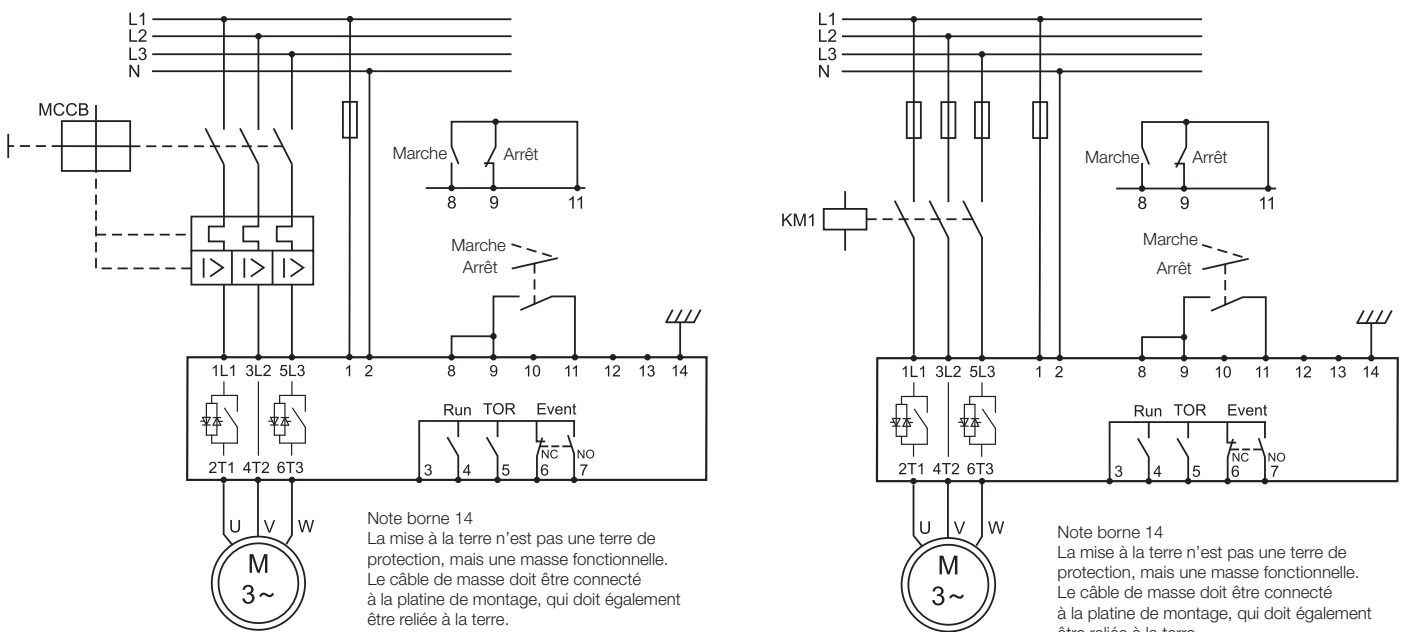 L1
L2
L3
N
MCCB
Marche
Arrêt
8 9 11
Marche
Arrêt
1L1 3L2 5L3 1 2 8 9 10 11 12 13 14
Run TOR Event
NC NO
2T1 4T2 6T3 3 4 5 6 7
U V W
M
3~
Note borne 14
La mise à la terre n’est pas une terre de
protection, mais une masse fonctionnelle.
Le câble de masse doit être connecté
à la platine de montage, qui doit également
être reliée à la terre.
L1
L2
L3
N
KM1
Marche
Arrêt
8 9 11
Marche
Arrêt
1L1 3L2 5L3 1 2 8 9 10 11 12 13 14
Run TOR Event
NC NO
2T1 4T2 6T3 3 4 5 6 7
U V W
M
3~
Note borne 14
La mise à la terre n’est pas une terre de
protection, mais une masse fonctionnelle.
Le câble de masse doit être connecté
à la platine de montage, qui doit également
être reliée à la terre.